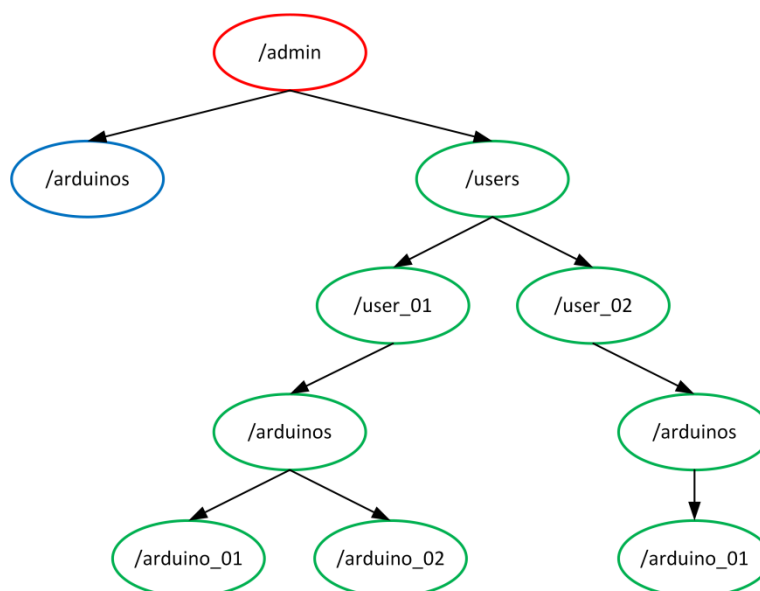 /admin
/arduinos
/users
/user_01
/user_02
/arduinos
/arduinos
/arduino_01
/arduino_02
/arduino_01